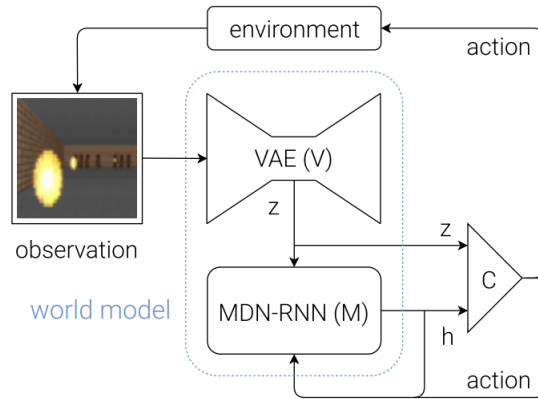 environment
action
VAE (V)
z
observation
z
world model
MDN-RNN (M)
C
h
action